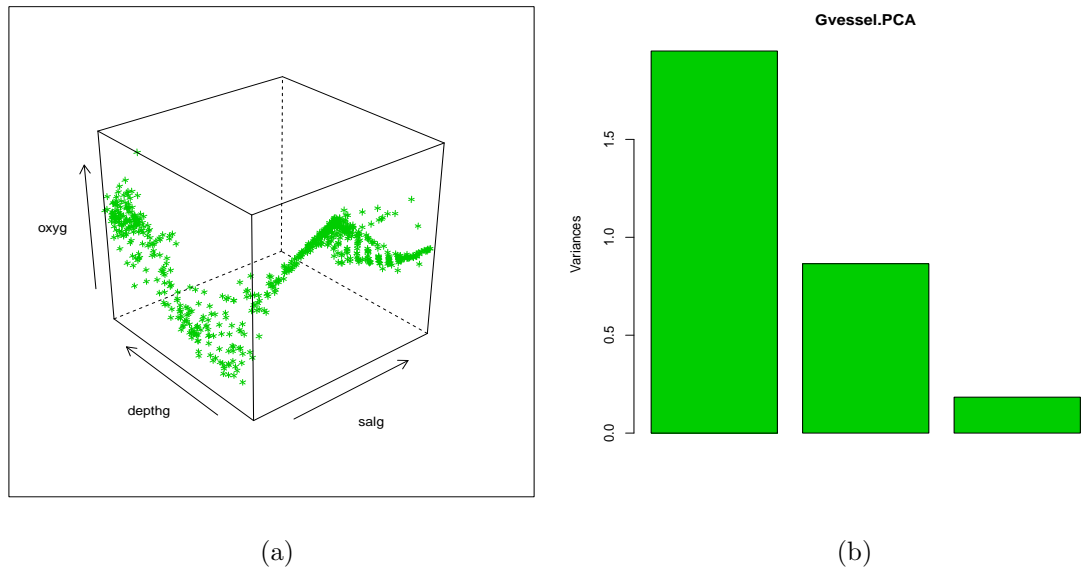 oxyg
depthg
salg
(a)
Gvessel.PCA
Variances
1.5
1.0
0.5
0.0
(b)